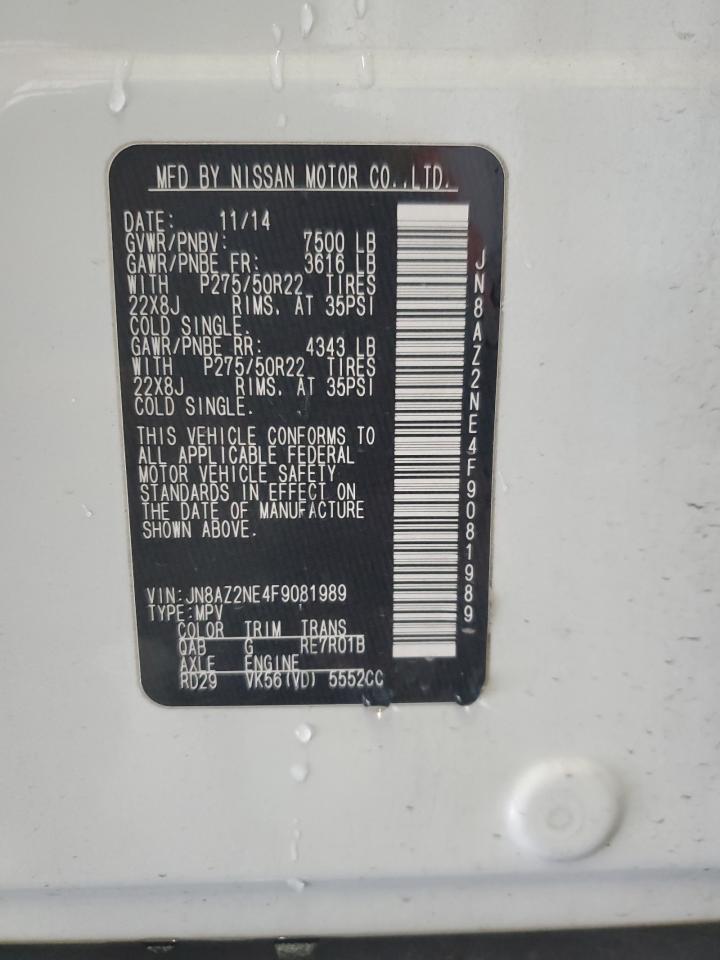 MFD BY NISSAN MOTOR CO.,LTD.
DATE: 11/14
GVWR/PNBV: 7500 LB
GAWR/PNBE FR: 3616 LB
WITH P275/50R22 TIRES
22X8J RIMS. AT 35PSI
COLD SINGLE.
GAWR/PNBE RR: 4343 LB
WITH P275/50R22 TIRES
22X8J RIMS. AT 35PSI
COLD SINGLE.
THIS VEHICLE CONFORMS TO
ALL APPLICABLE FEDERAL
MOTOR VEHICLE SAFETY
STANDARDS IN EFFECT ON
THE DATE OF MANUFACTURE
SHOWN ABOVE.
VIN:JN8AZ2NE4F9081989
TYPE:MPV
COLOR TRIM TRANS
QAB G RE7R01B
AXLE ENGINE
RD29 VK56(VD) 5552CC
JN8AZ2NE4F9081989